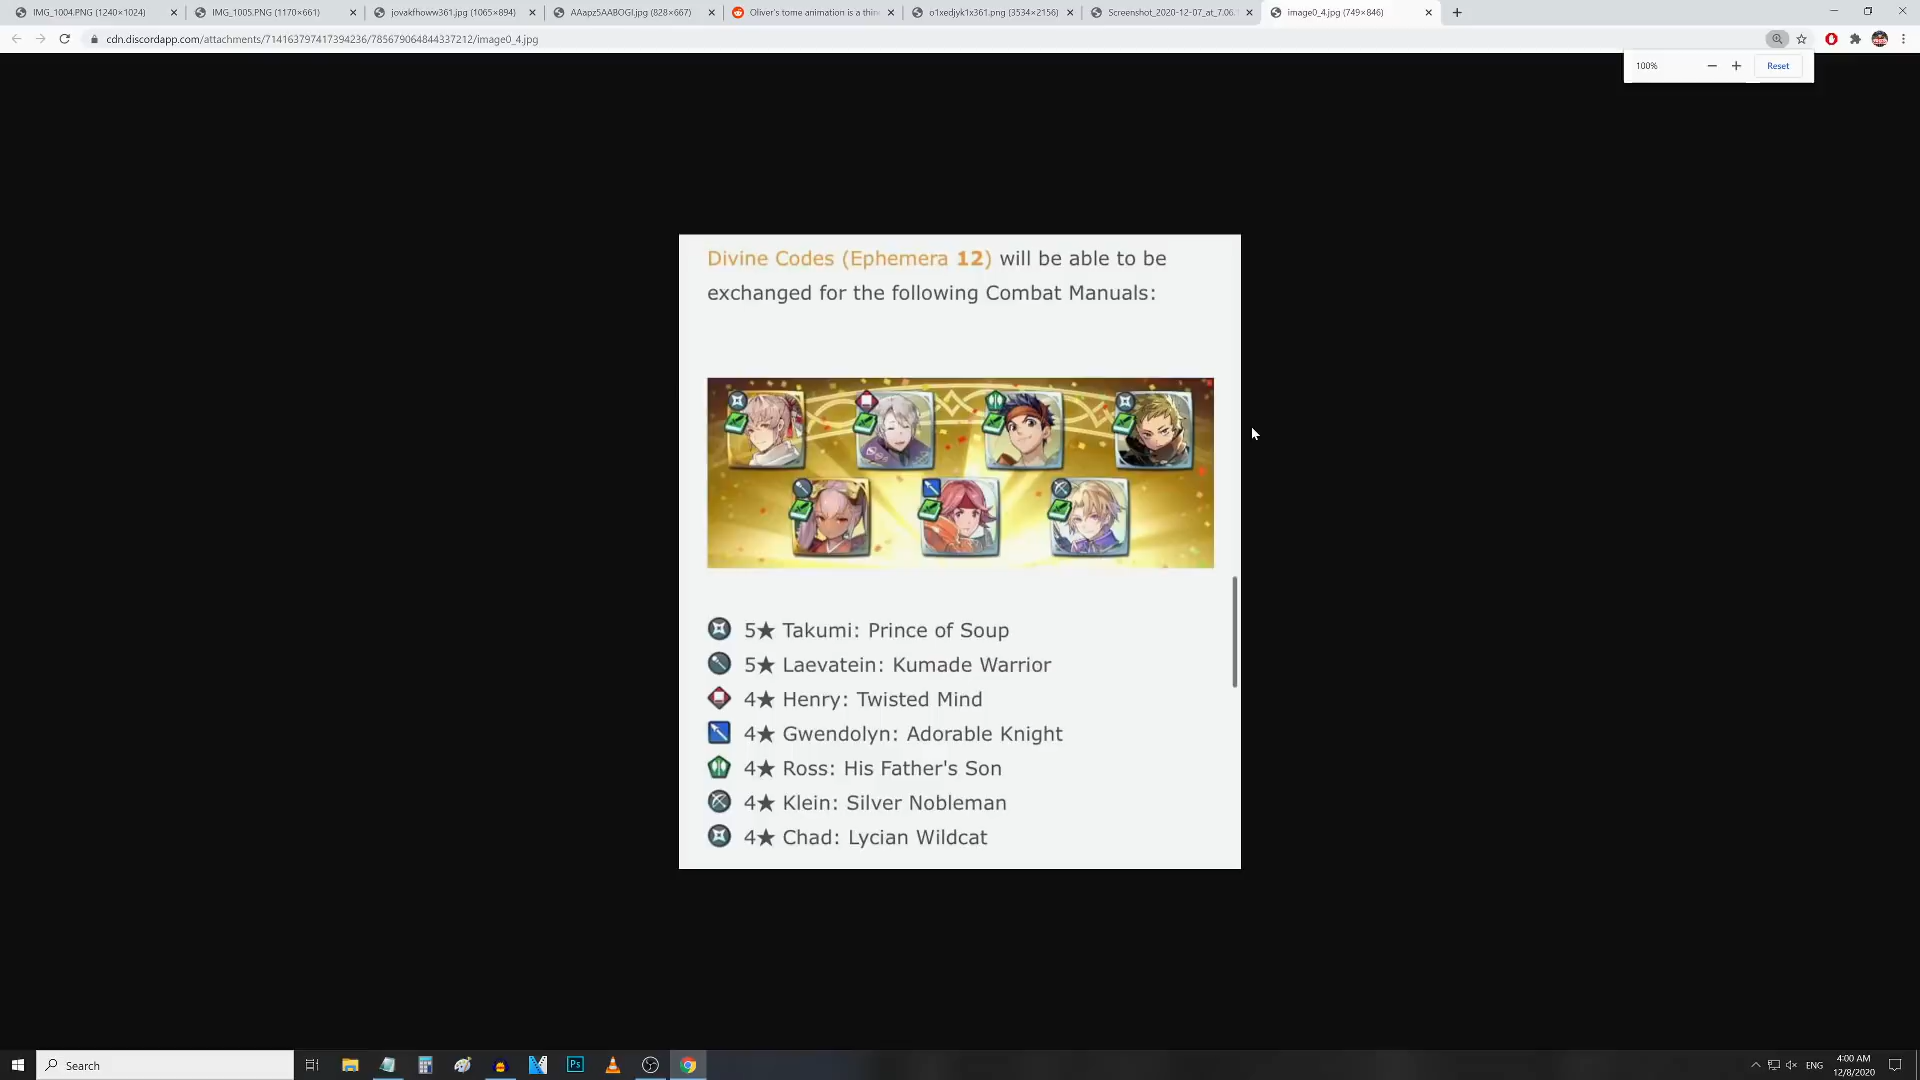 IMG_1004.PNG (1240×1024)
IMG_1005.PNG (1170×661)
jovakfhoww361.jpg (1065×894)
AAapz5AABOGI.jpg (828×667)
Oliver's tome animation is a thin
o1xedjyk1x361.png (3534×2156)
Screenshot_2020-12-07_at_7.06.
image0_4.jpg (749×846)
cdn.discordapp.com/attachments/714163797417394236/785679064844337212/image0_4.jpg
100%
Reset
Divine Codes (Ephemera 12) will be able to be
exchanged for the following Combat Manuals:
5★ Takumi: Prince of Soup
5★ Laevatein: Kumade Warrior
4★ Henry: Twisted Mind
4★ Gwendolyn: Adorable Knight
4★ Ross: His Father's Son
4★ Klein: Silver Nobleman
4★ Chad: Lycian Wildcat
Search
Ps
ENG
4:00 AM
12/8/2020